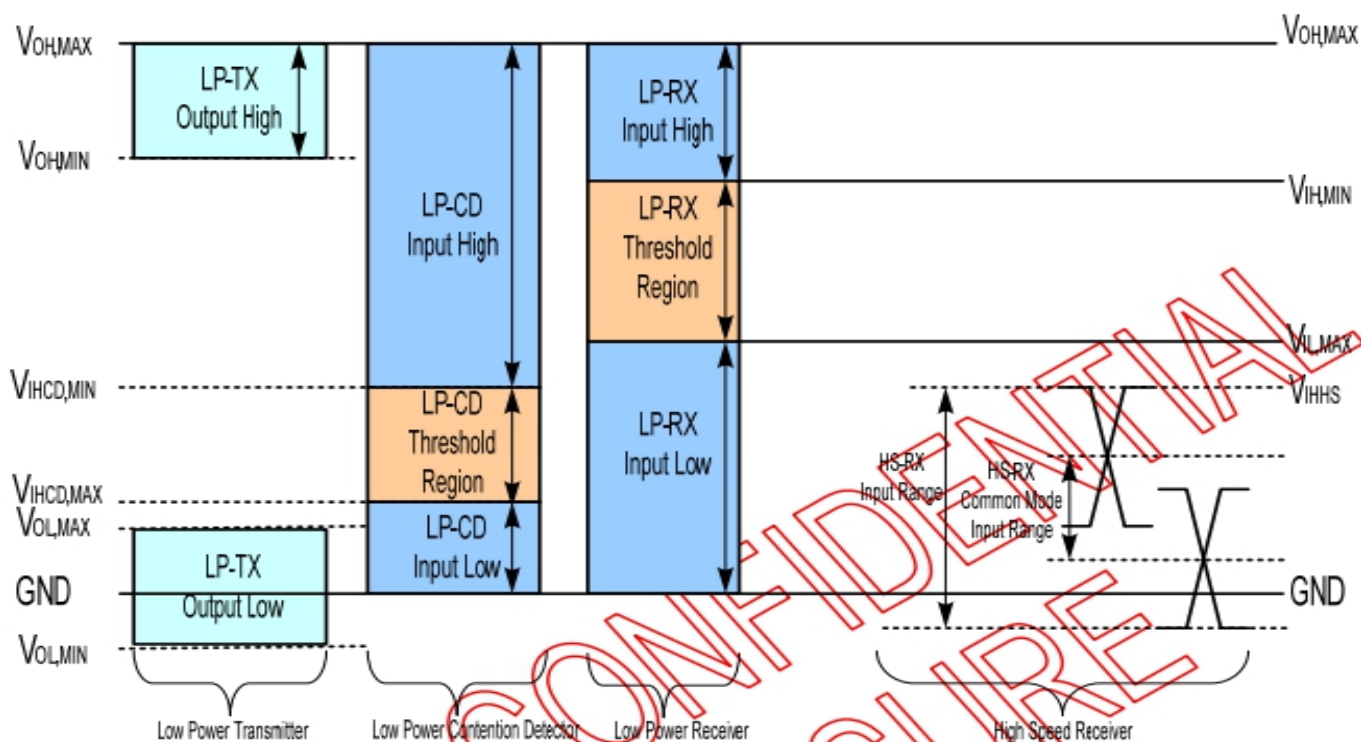 VOH,MAX
LP-TX
Output High
VOH,MIN
LP-CD
Input High
LP-RX
Input High
LP-RX
Threshold
Region
VOH,MAX
VIH,MIN
VIL,MAX
VIHHS
VIHCD,MIN
LP-CD
Threshold
Region
VIHCD,MAX
VOL,MAX
LP-CD
Input Low
LP-RX
Input Low
HS-RX
Input Range
HS-RX
Common Mode
Input Range
GND
LP-TX
Output Low
GND
VOL,MIN
Low Power Transmitter
Low Power Contention Detector
Low Power Receiver
High Speed Receiver
CONFIDENTIAL